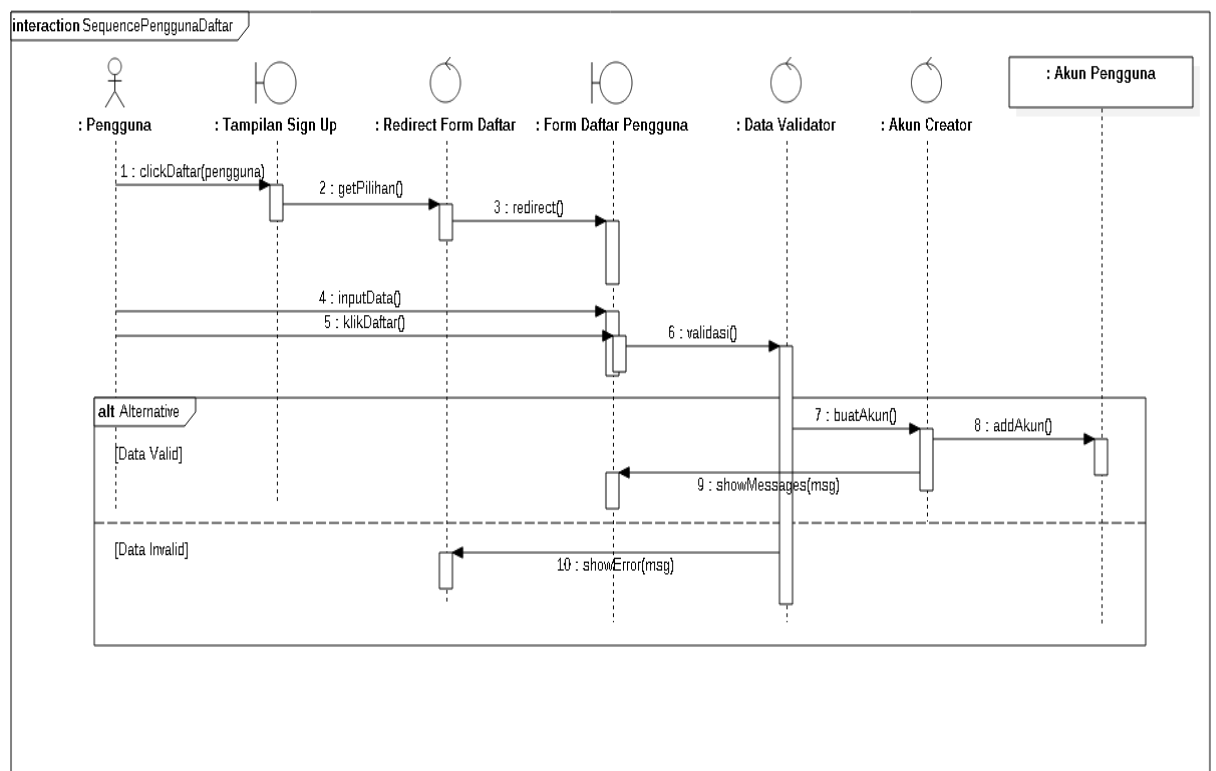 interaction SequencePenggunaDaftar
: Pengguna
: Tampilan Sign Up
: Redirect Form Daftar
: Form Daftar Pengguna
: Data Validator
: Akun Creator
: Akun Pengguna
1 : clickDaftar(pengguna)
2 : getPilihan()
3 : redirect()
4 : inputData()
5 : klikDaftar()
6 : validasi()
alt Alternative
7 : buatAkun()
8 : addAkun()
[Data Valid]
9 : showMessages(msg)
[Data Invalid]
10 : showError(msg)